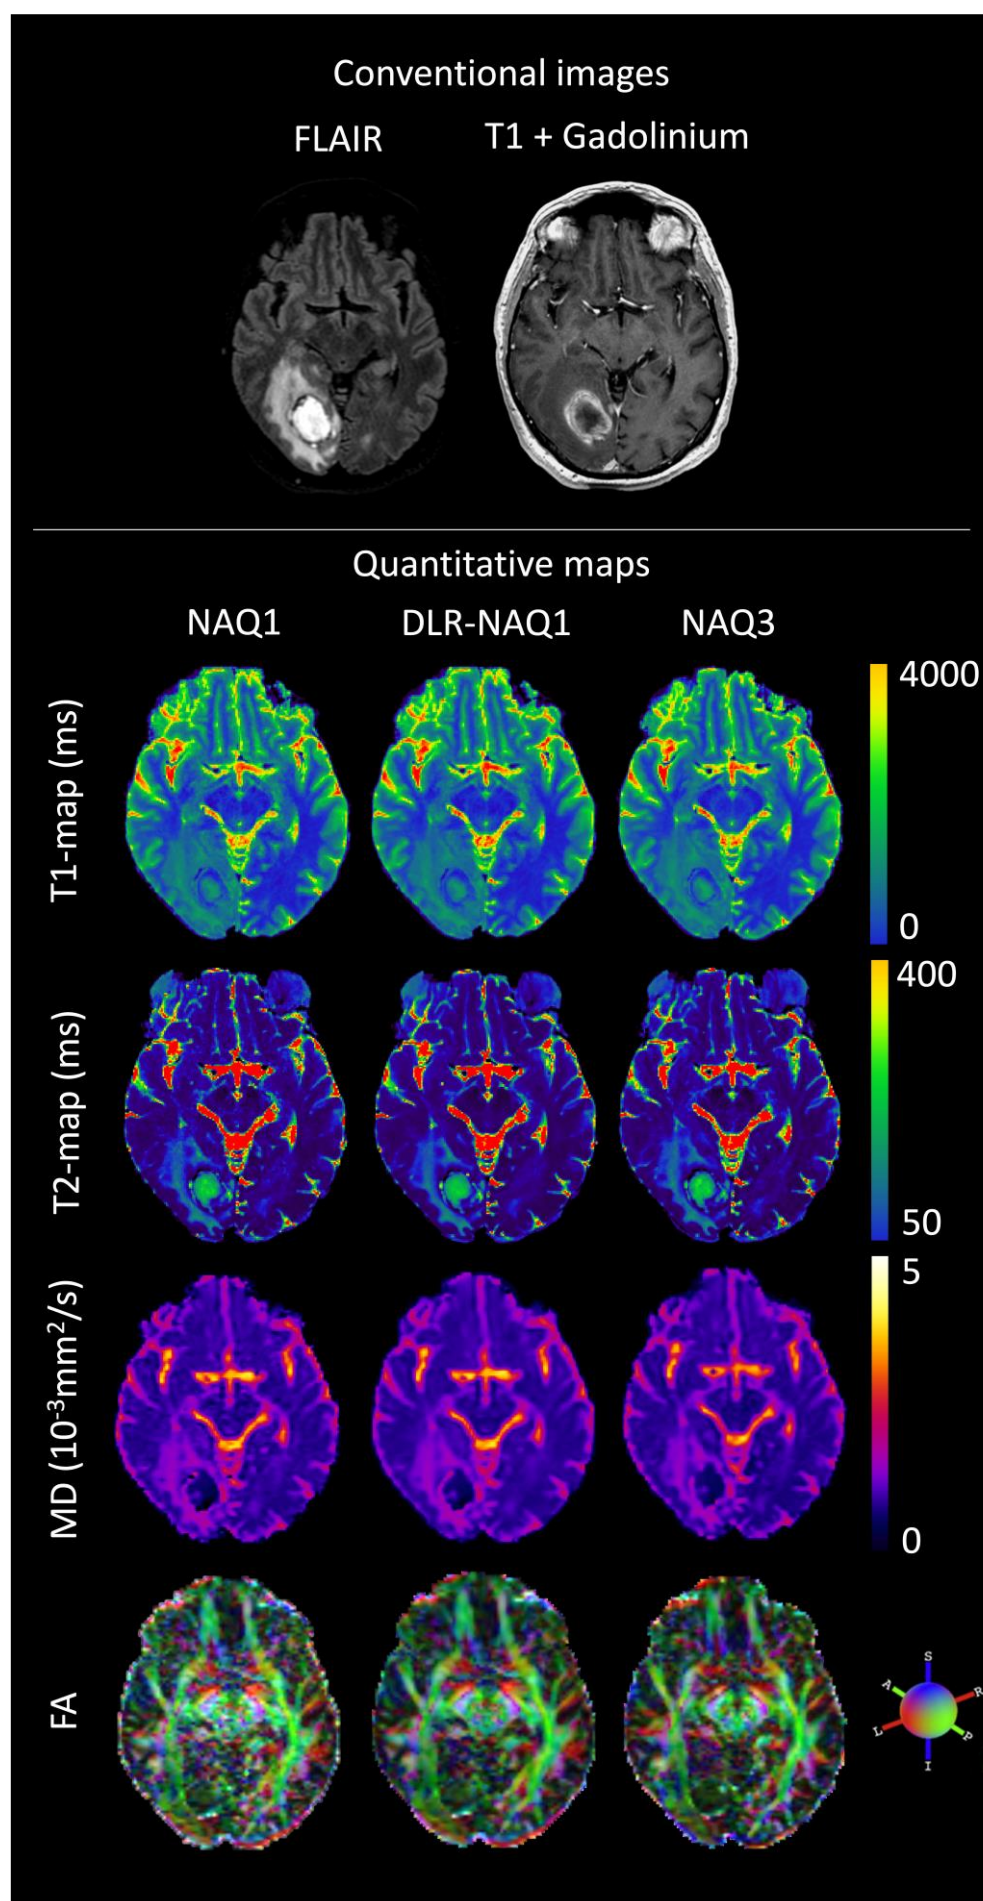 Conventional images
FLAIR
T1 + Gadolinium
Quantitative maps
NAQ1
DLR-NAQ1
NAQ3
T1-map (ms)
4000
0
T2-map (ms)
400
50
MD (10⁻³mm²/s)
5
0
FA
S
A
R
L
P
I